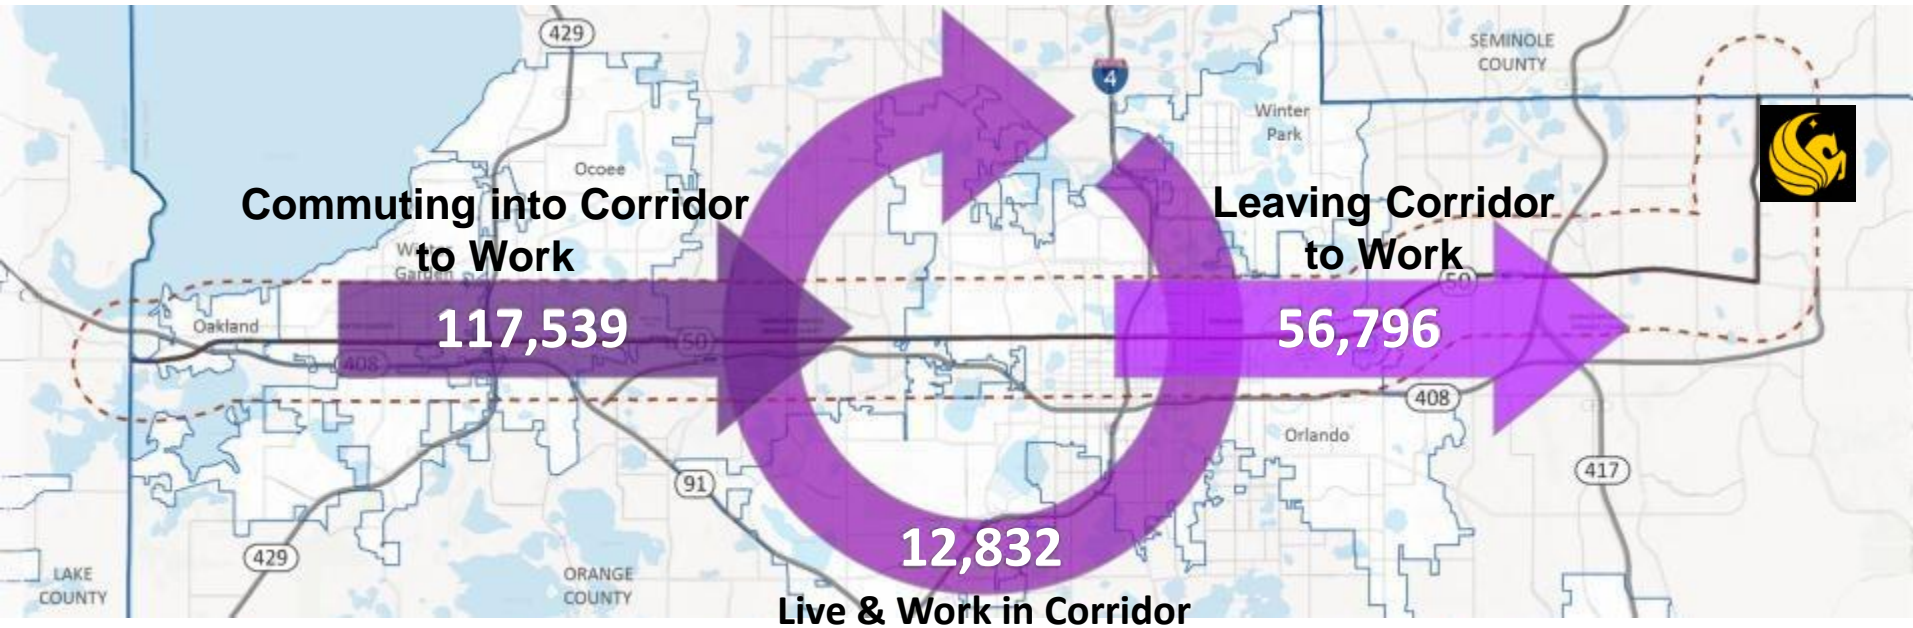 429
SEMINOLE
COUNTY
4
Winter
Park
Ocoee
Commuting into Corridor
to Work
Leaving Corridor
to Work
Winter
Garden
50
Oakland
117,539
56,796
50
408
408
Orlando
91
417
12,832
429
LAKE
COUNTY
ORANGE
COUNTY
Live & Work in Corridor